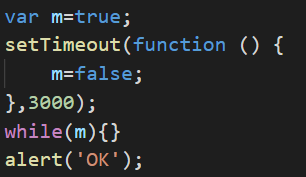 var m=true;
setTimeout(function () {
    m=false;
},3000);
while(m){}
alert('OK');